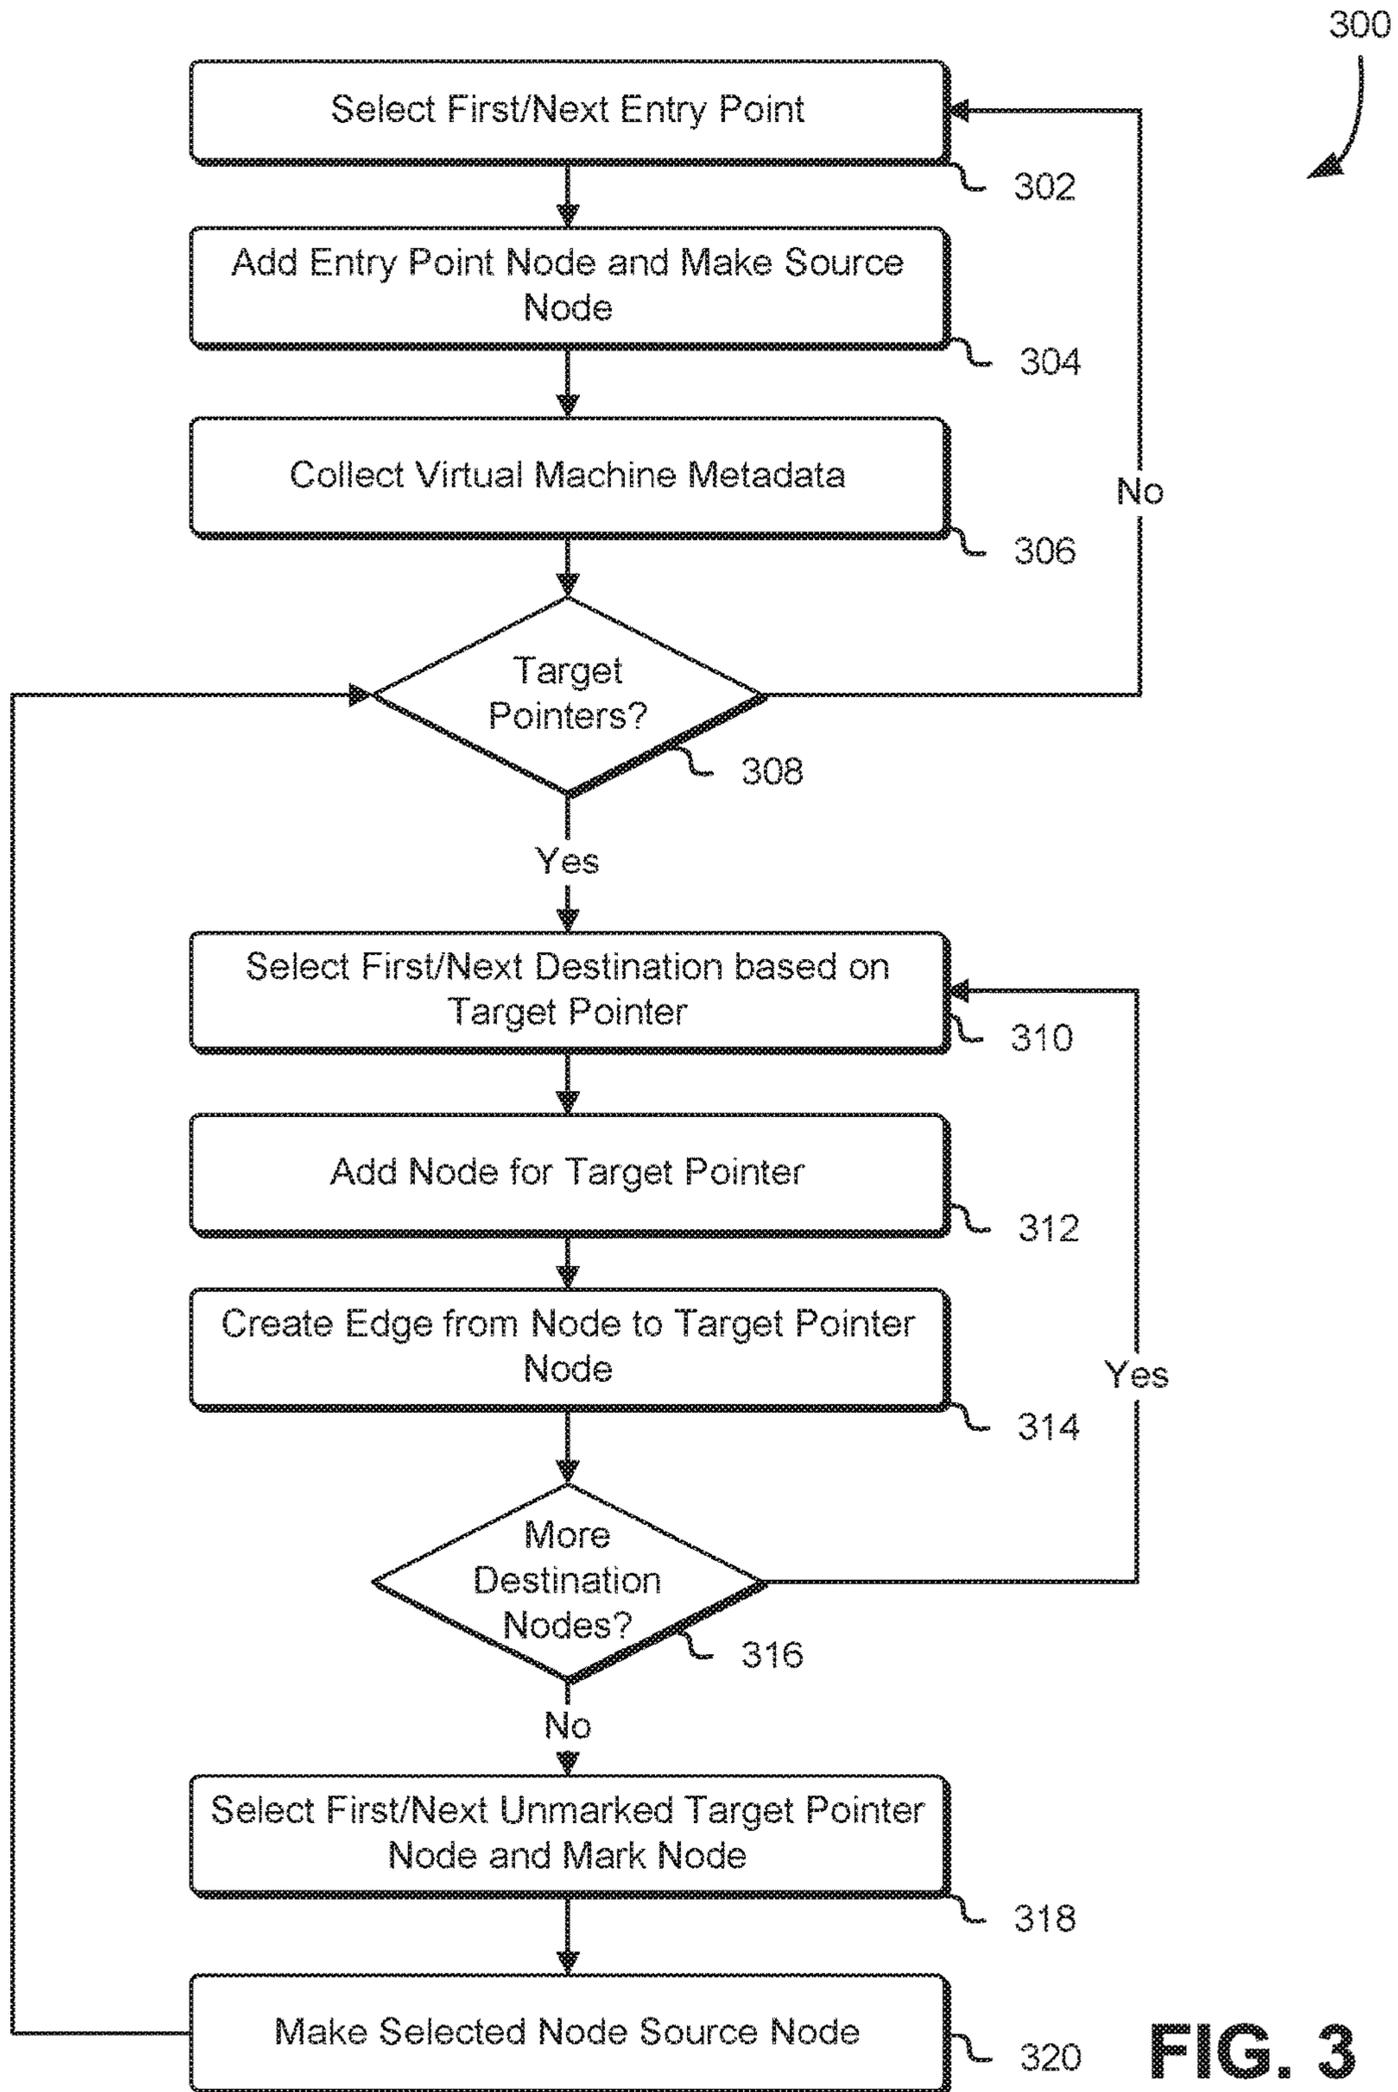 300
Select First/Next Entry Point
302
Add Entry Point Node and Make Source
Node
304
Collect Virtual Machine Metadata
306
No
Target
Pointers?
308
Yes
Select First/Next Destination based on
Target Pointer
310
Add Node for Target Pointer
312
Create Edge from Node to Target Pointer
Node
314
Yes
More
Destination
Nodes?
316
No
Select First/Next Unmarked Target Pointer
Node and Mark Node
318
Make Selected Node Source Node
320
FIG. 3